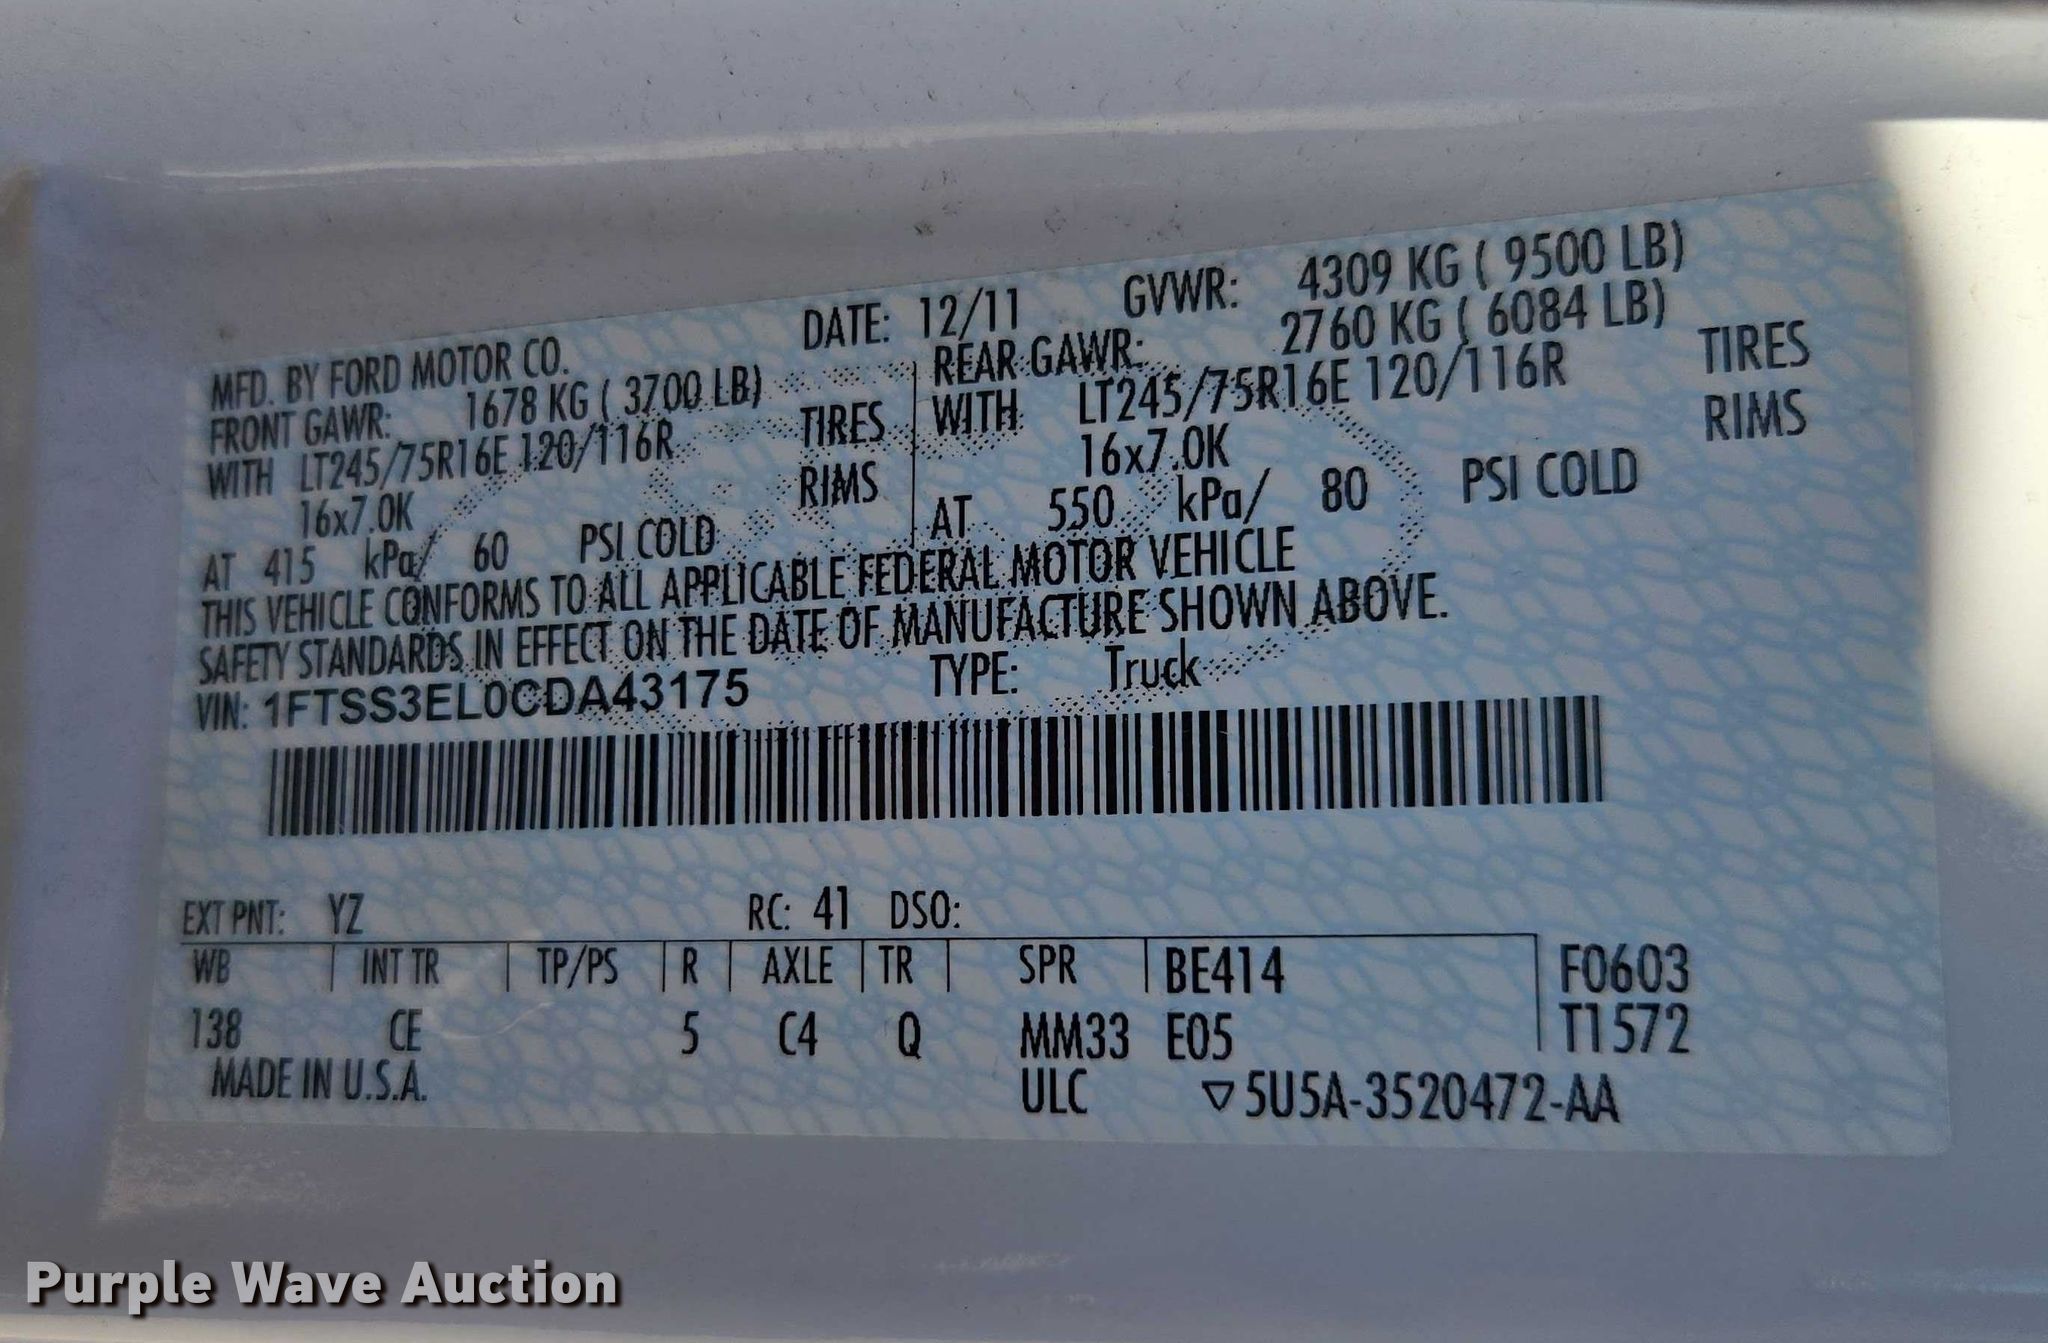 MFD. BY FORD MOTOR CO. DATE: 12/11 GVWR: 4309 KG ( 9500 LB)
FRONT GAWR: 1678 KG ( 3700 LB) REAR GAWR: 2760 KG ( 6084 LB)
WITH LT245/75R16E 120/116R TIRES WITH LT245/75R16E 120/116R TIRES
16x7.0K RIMS 16x7.0K RIMS
AT 415 kPa/ 60 PSI COLD AT 550 kPa/ 80 PSI COLD
THIS VEHICLE CONFORMS TO ALL APPLICABLE FEDERAL MOTOR VEHICLE
SAFETY STANDARDS IN EFFECT ON THE DATE OF MANUFACTURE SHOWN ABOVE.
VIN: 1FTSS3EL0CDA43175 TYPE: Truck
EXT PNT: YZ RC: 41 DSO:
WB INT TR TP/PS R AXLE TR SPR BE414 F0603
138 CE 5 C4 Q MM33 E05 T1572
MADE IN U.S.A. ULC ▽5U5A-3520472-AA
Purple Wave Auction